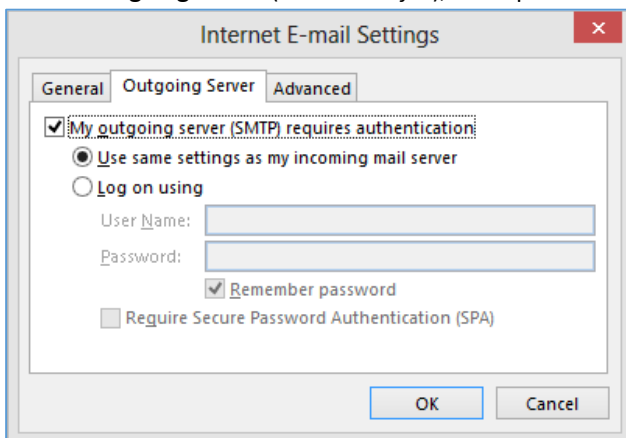 Internet E-mail Settings
General Outgoing Server Advanced
My outgoing server (SMTP) requires authentication
Use same settings as my incoming mail server
Log on using
User Name:
Password:
Remember password
Require Secure Password Authentication (SPA)
OK Cancel